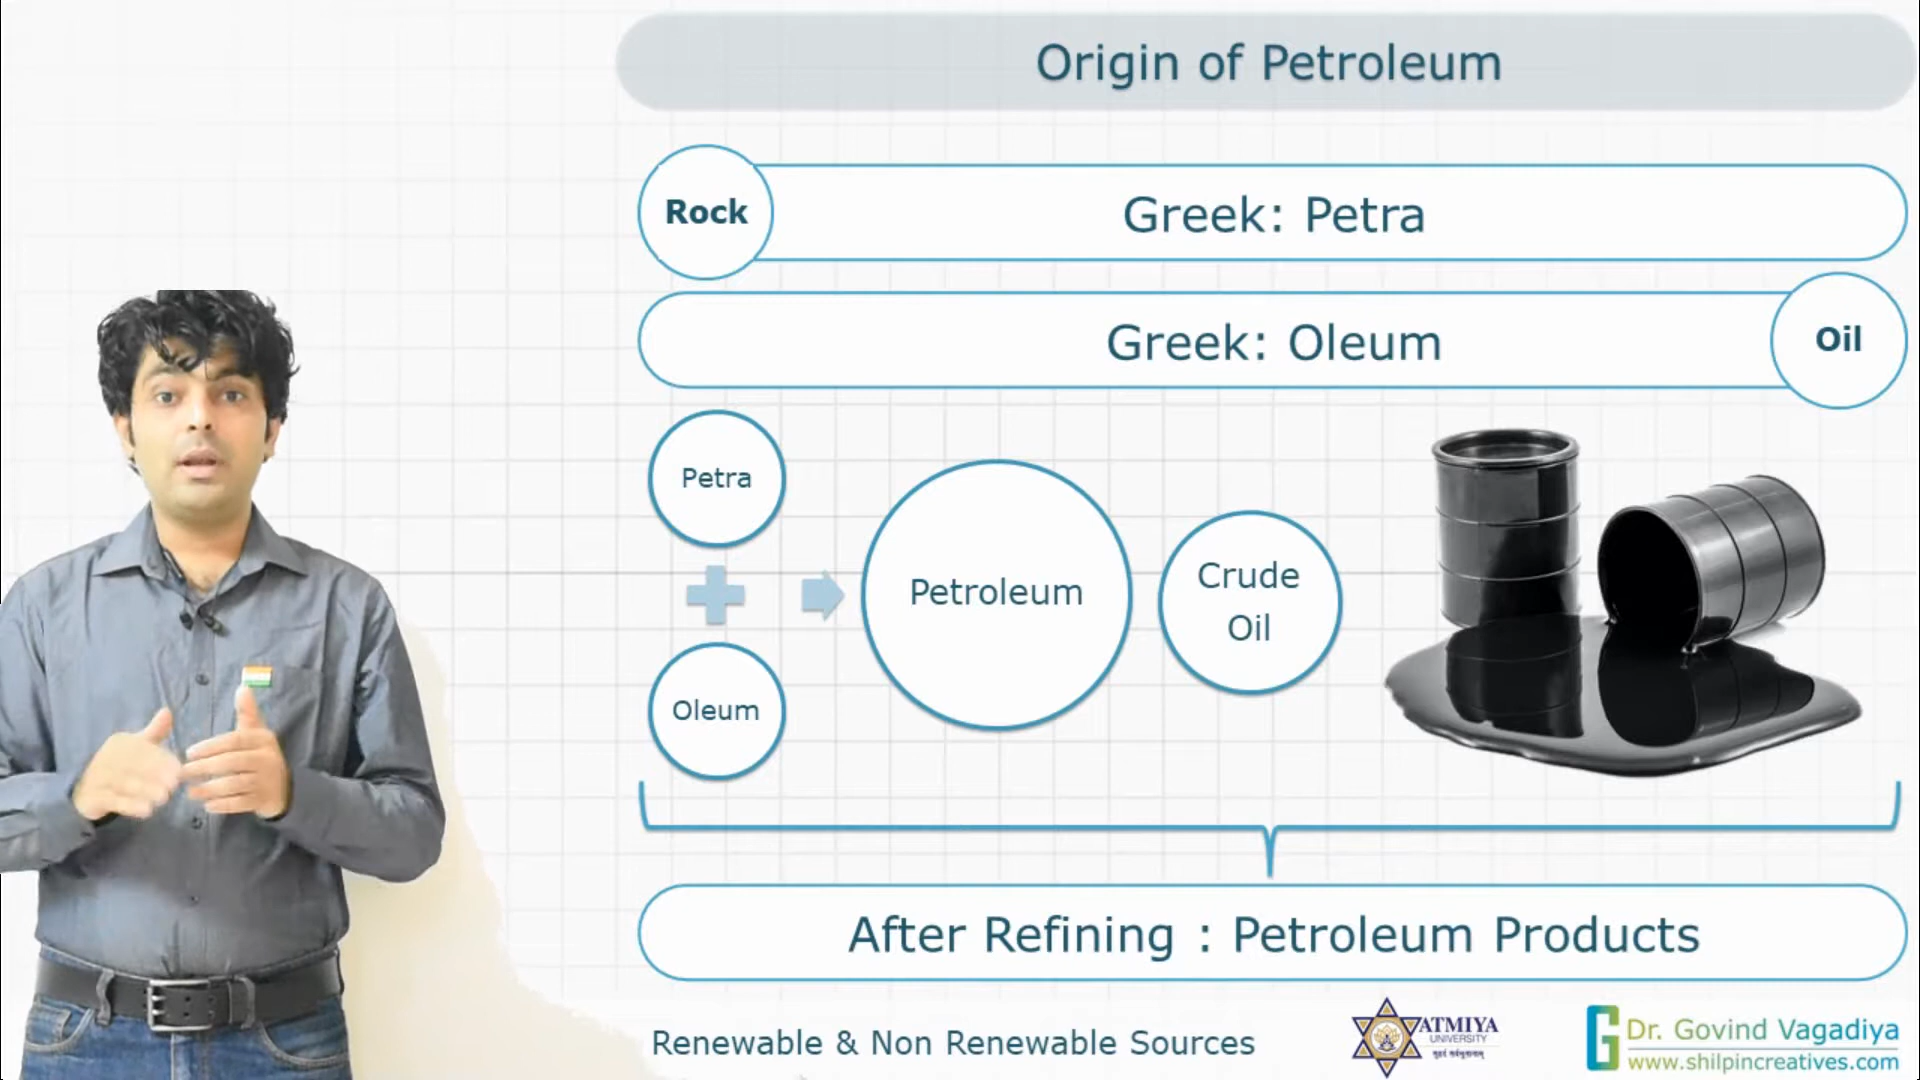 Origin of Petroleum
Rock
Greek: Petra
Greek: Oleum
Oil
Petra
Oleum
Petroleum
Crude
Oil
After Refining : Petroleum Products
Renewable & Non Renewable Sources
ATMIYA
UNIVERSITY
Dr. Govind Vagadiya
www.shilpincreatives.com